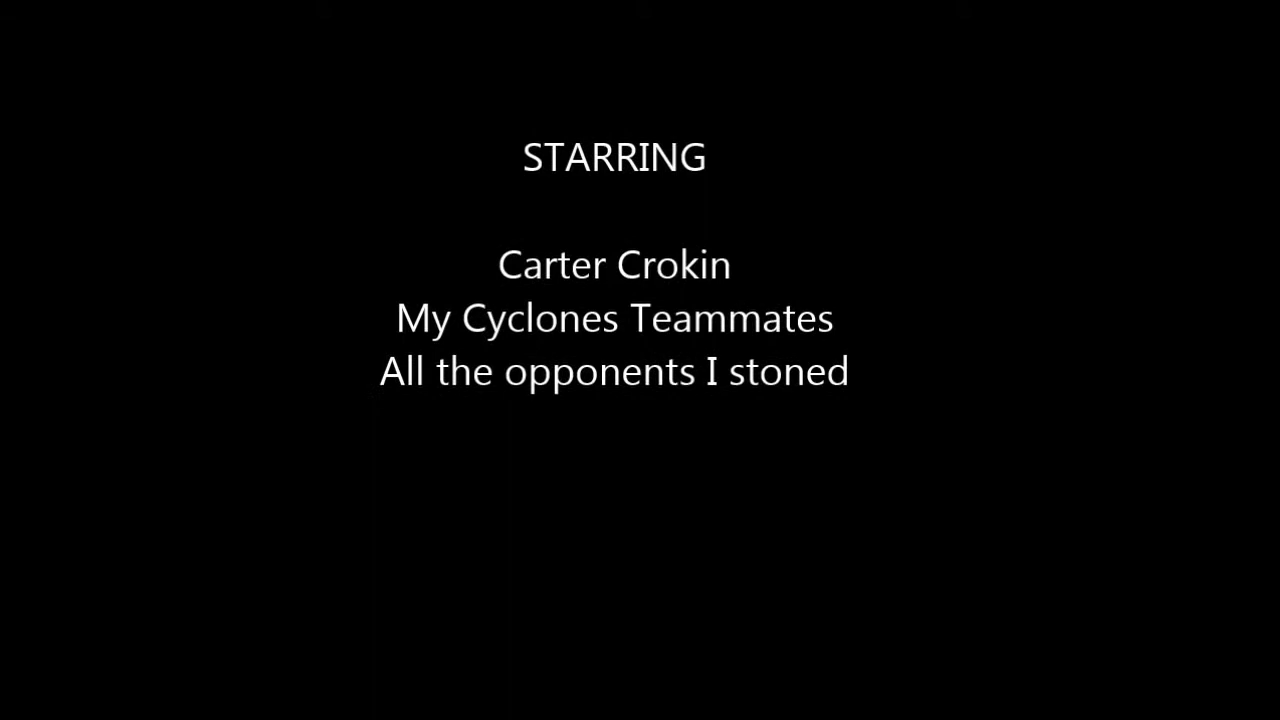 STARRING
Carter Crokin
My Cyclones Teammates
All the opponents I stoned